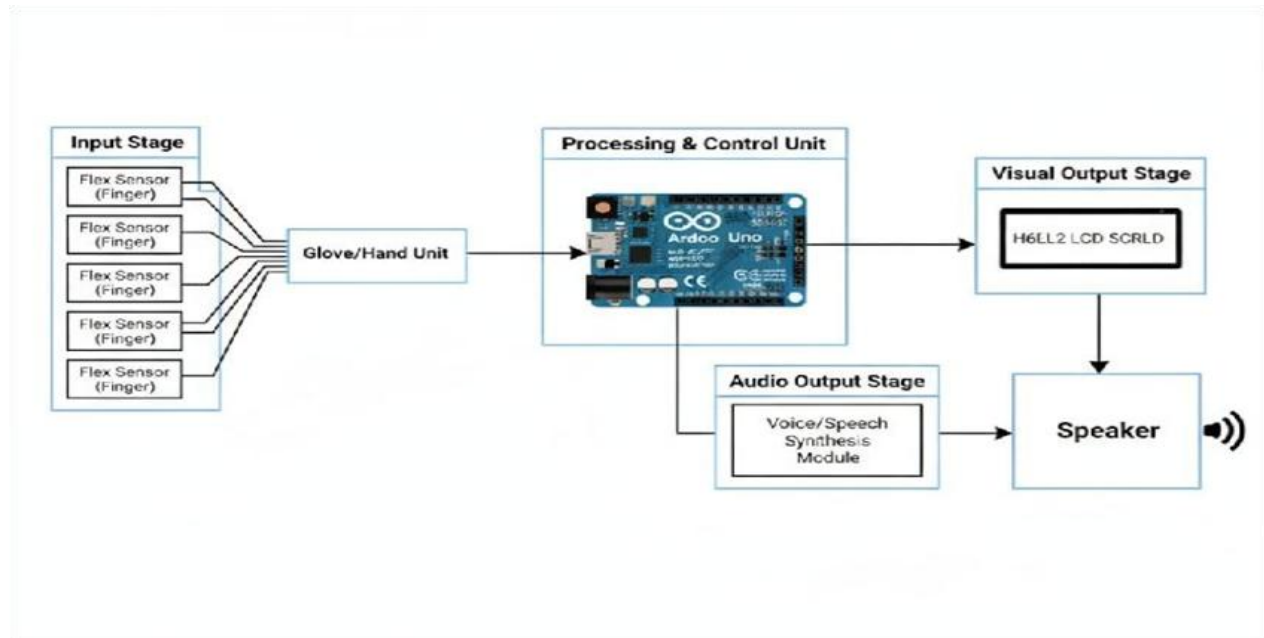 Input Stage
Flex Sensor
(Finger)
Flex Sensor
(Finger)
Flex Sensor
(Finger)
Flex Sensor
(Finger)
Flex Sensor
(Finger)
Glove/Hand Unit
Processing & Control Unit
Ardoo Uno
Visual Output Stage
H6EL2 LCD SCRLD
Audio Output Stage
Voice/Speech
Synthesis
Module
Speaker